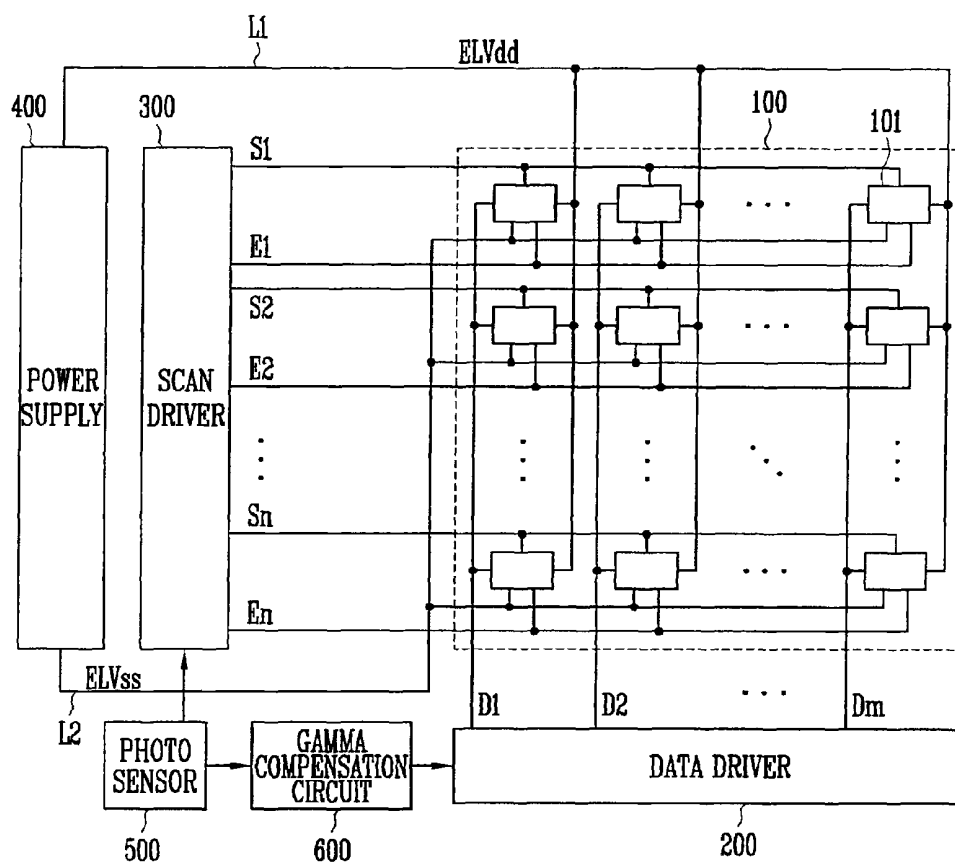 L1
ELVdd
400
300
100
101
S1
E1
S2
E2
POWER
SUPPLY
SCAN
DRIVER
Sn
En
ELVss
L2
D1
D2
Dm
PHOTO
SENSOR
GAMMA
COMPENSATION
CIRCUIT
DATA DRIVER
500
600
200